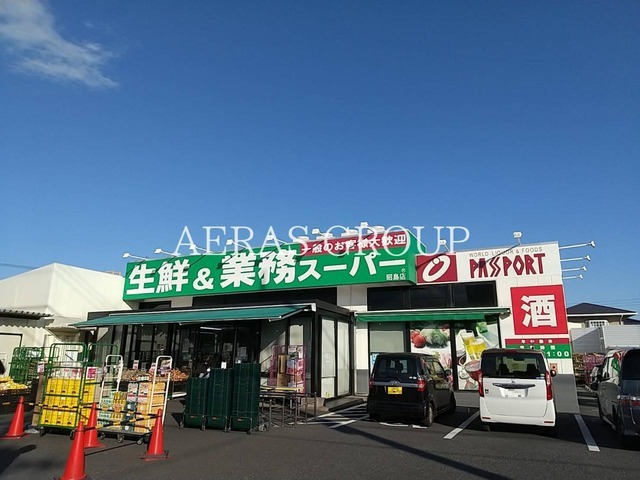 AERAS GROUP
一般のお客様大歓迎
生鮮&業務スーパー
昭島店
WORLD LIQUOR & FOODS
PASSPORT
酒